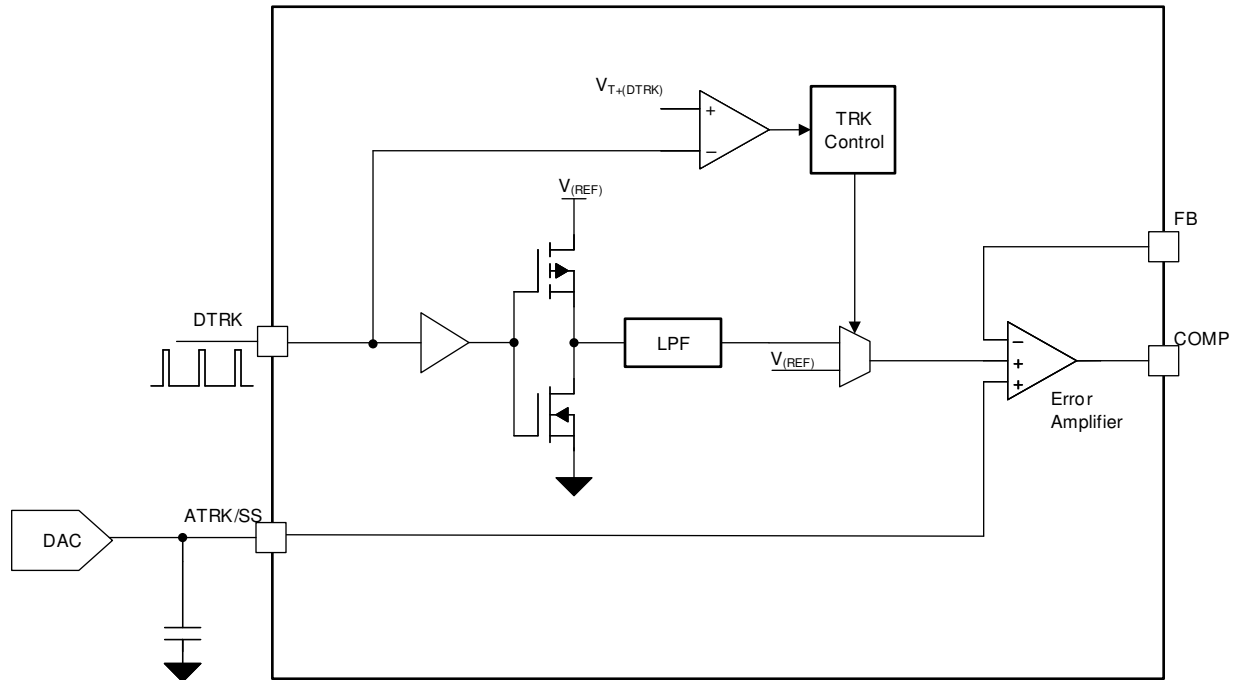 V_T+(DTRK)
+
−
TRK
Control
V_(REF)
FB
DTRK
LPF
V_(REF)
−
+
+
COMP
Error
Amplifier
ATRK/SS
DAC